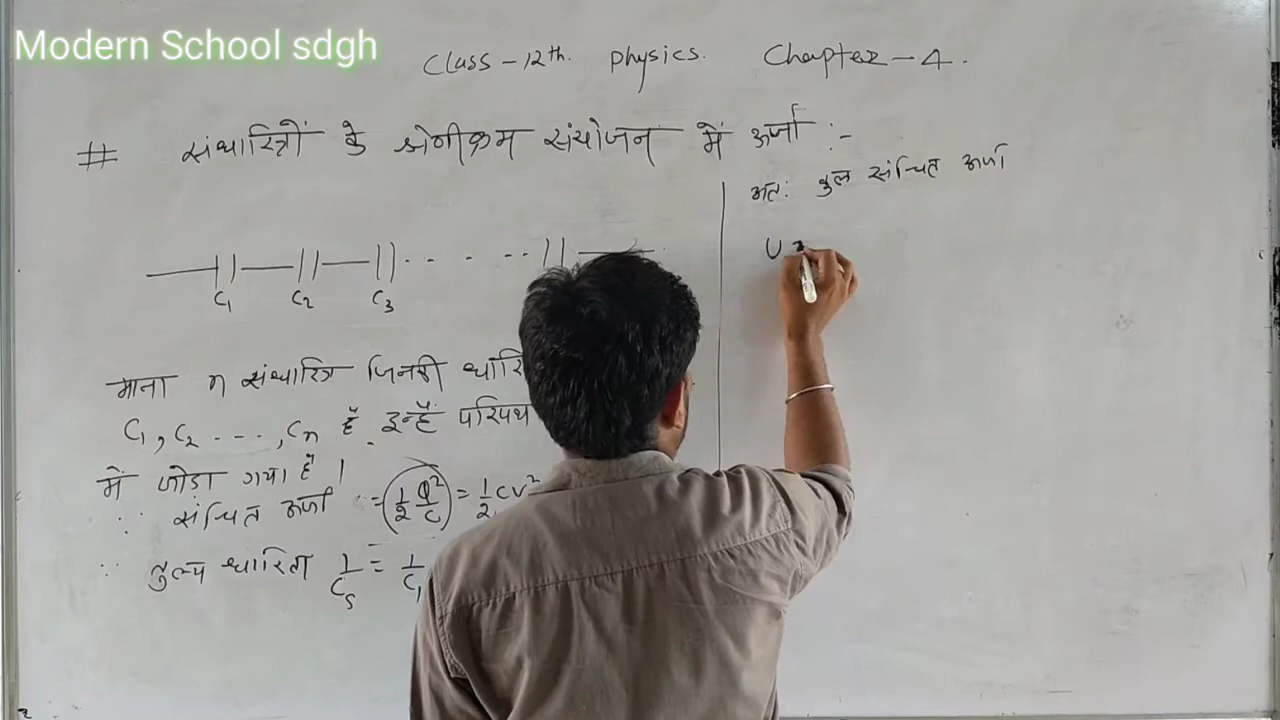 Modern School sdgh
Class - 12th. Physics. Chapter - 4.
# संधारित्रों के श्रेणीक्रम संयोजन में ऊर्जा :-
C₁ C₂ C₃
माना n संधारित्र जिनकी
C₁, C₂ ---, Cn है. इन्हें परिपथ
में जोड़ा गया है ।
∵ संचित ऊर्जा = (1/2 Q²/C) = 1/2 CV²
∵ तुल्य धारिता 1/Cs = 1/C₁
अतः कुल संचित ऊर्जा
U =